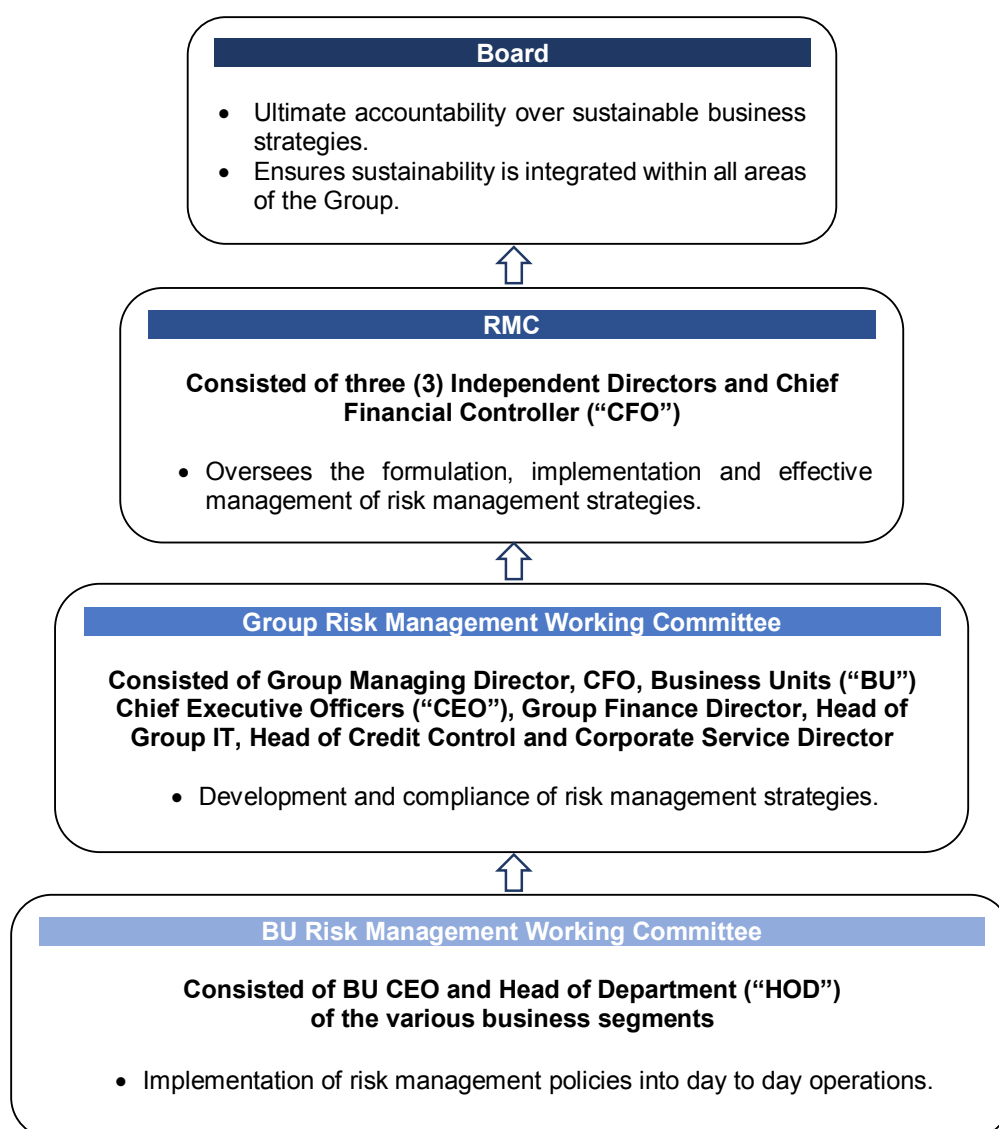 Board
• Ultimate accountability over sustainable business
strategies.
• Ensures sustainability is integrated within all areas
of the Group.
RMC
Consisted of three (3) Independent Directors and Chief
Financial Controller (“CFO”)
• Oversees the formulation, implementation and effective
management of risk management strategies.
Group Risk Management Working Committee
Consisted of Group Managing Director, CFO, Business Units (“BU”)
Chief Executive Officers (“CEO”), Group Finance Director, Head of
Group IT, Head of Credit Control and Corporate Service Director
• Development and compliance of risk management strategies.
BU Risk Management Working Committee
Consisted of BU CEO and Head of Department (“HOD”)
of the various business segments
• Implementation of risk management policies into day to day operations.